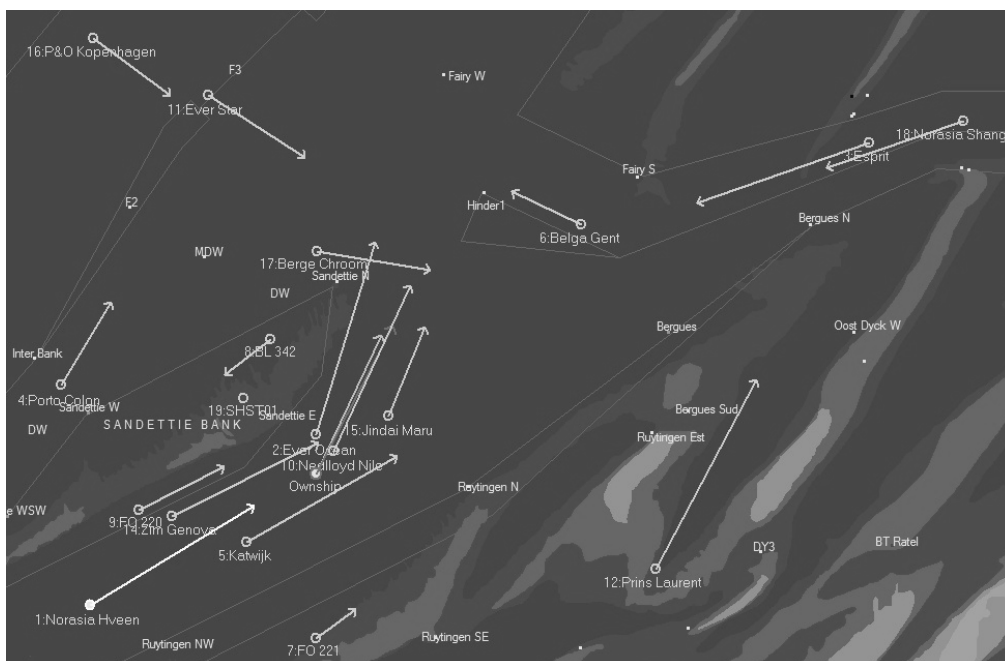 16:P&O Kopenhagen
F3
Fairy W
11:Ever Star
18:Norasia Shang
3:Esprit
Fairy S
F2
Hinder1
Bergues N
6:Belga Gent
MDW
17:Berge Chroom
Sandettie N
DW
Bergues
Oost Dyck W
Inter Bank
8:BL 342
4:Porto Colon
Sandettie W
19:SHST01
Sandettie E
Bergues Sud
DW
SANDETTIE BANK
15:Jindai Maru
Ruytingen Est
2:Ever Ocean
10:Nedlloyd Nile
Ownship
Ruytingen N
e WSW
9:FO 220
14:Zim Genova
5:Katwijk
DY3
BT Ratel
12:Prins Laurent
1:Norasia Hveen
Ruytingen NW
7:FO 221
Ruytingen SE